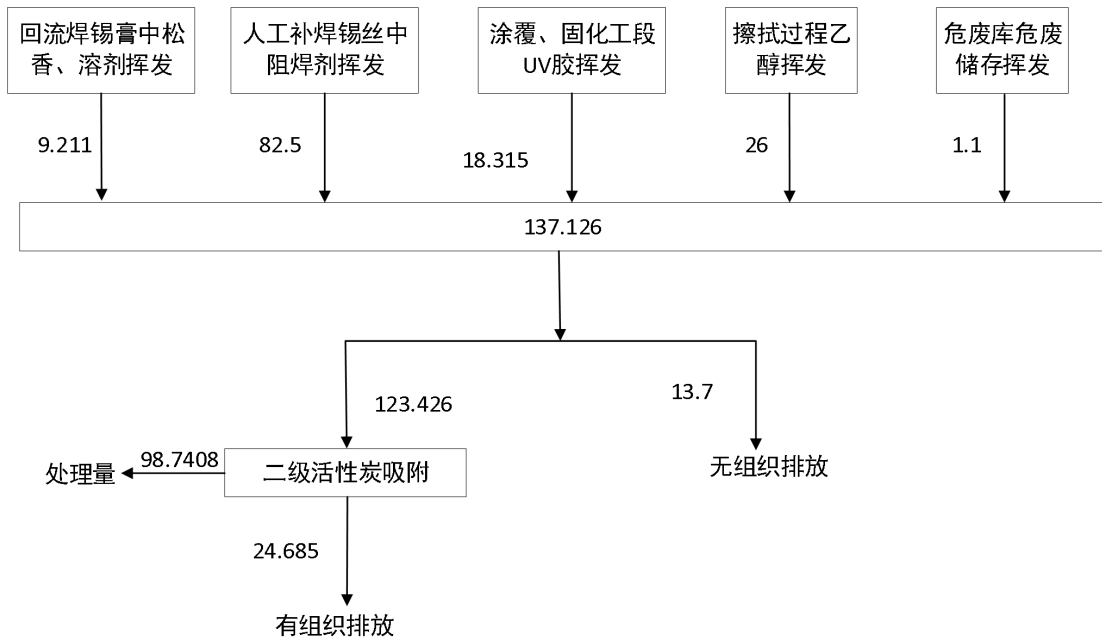 回流焊锡膏中松
香、溶剂挥发
人工补焊锡丝中
阻焊剂挥发
涂覆、固化工段
UV胶挥发
擦拭过程乙
醇挥发
危废库危废
储存挥发
9.211
82.5
18.315
26
1.1
137.126
123.426
13.7
处理量
98.7408
二级活性炭吸附
无组织排放
24.685
有组织排放